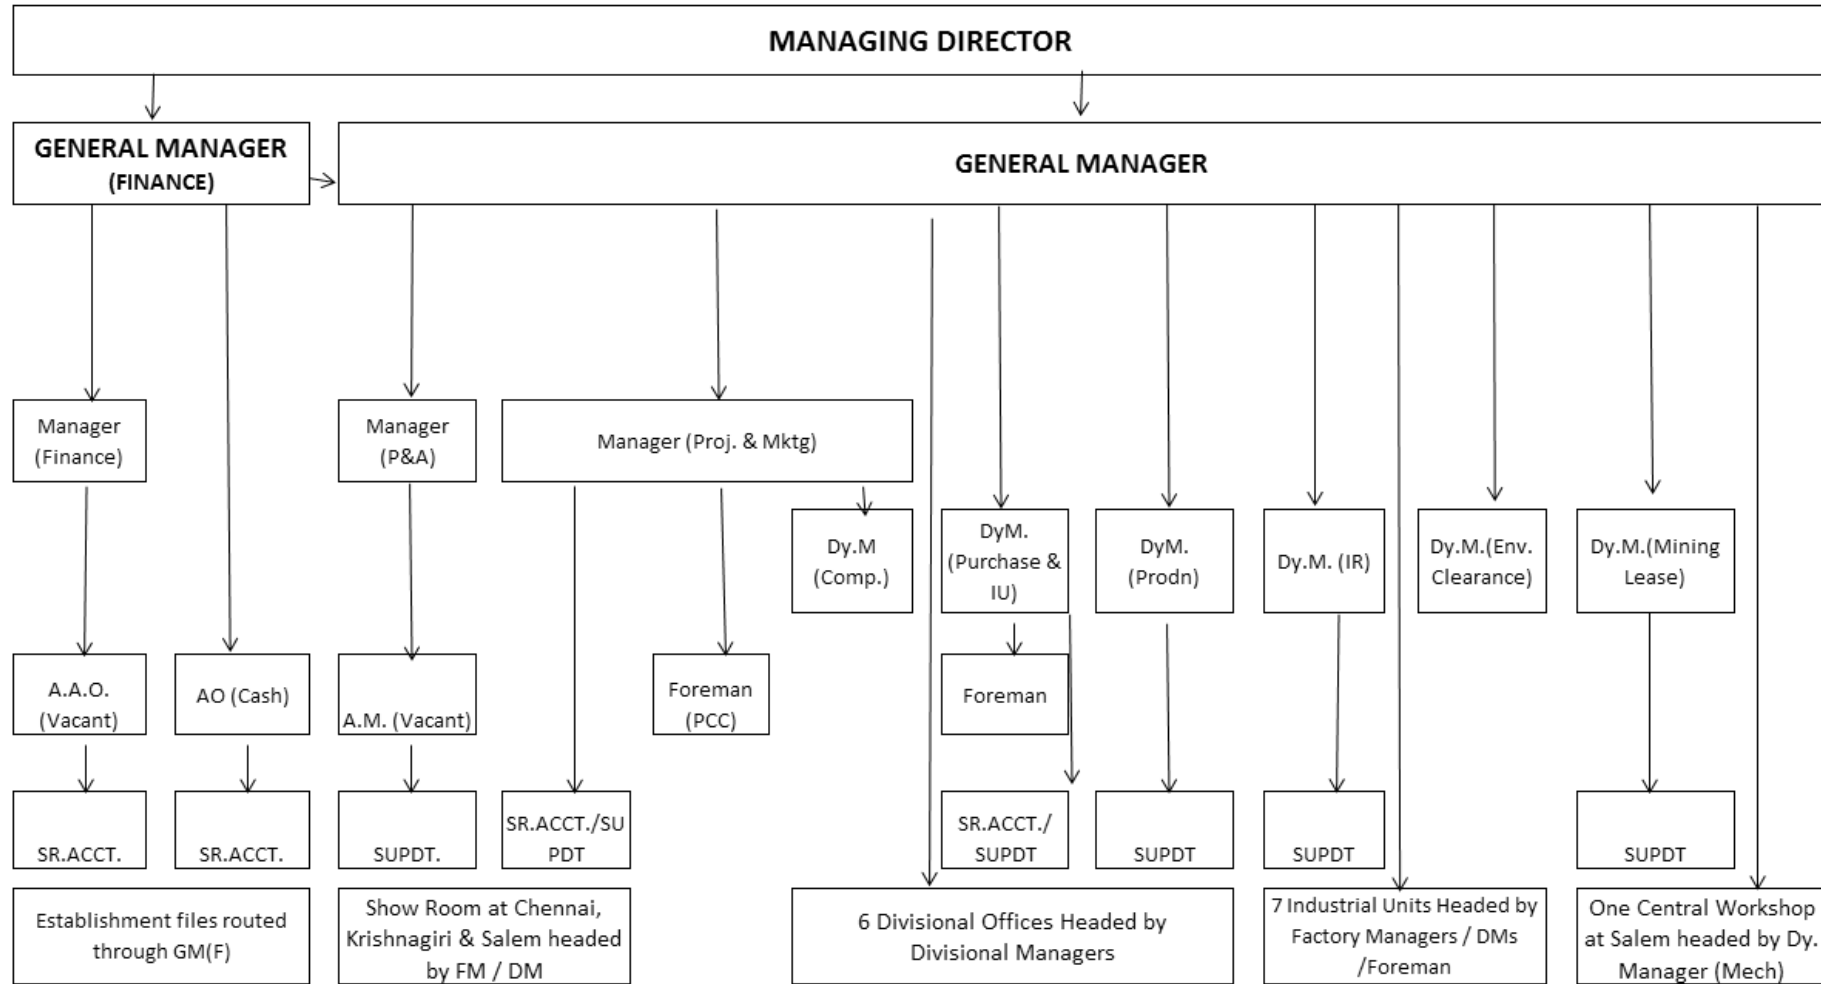 MANAGING DIRECTOR
GENERAL MANAGER
(FINANCE)
GENERAL MANAGER
Manager
(Finance)
Manager
(P&A)
Manager (Proj. & Mktg)
Dy.M
(Comp.)
DyM.
(Purchase &
IU)
DyM.
(Prodn)
Dy.M. (IR)
Dy.M.(Env.
Clearance)
Dy.M.(Mining
Lease)
A.A.O.
(Vacant)
AO (Cash)
A.M. (Vacant)
Foreman
(PCC)
Foreman
SR.ACCT.
SR.ACCT.
SUPDT.
SR.ACCT./SU
PDT
SR.ACCT./
SUPDT
SUPDT
SUPDT
SUPDT
Establishment files routed
through GM(F)
Show Room at Chennai,
Krishnagiri & Salem headed
by FM / DM
6 Divisional Offices Headed by
Divisional Managers
7 Industrial Units Headed by
Factory Managers / DMs
/Foreman
One Central Workshop
at Salem headed by Dy.
Manager (Mech)